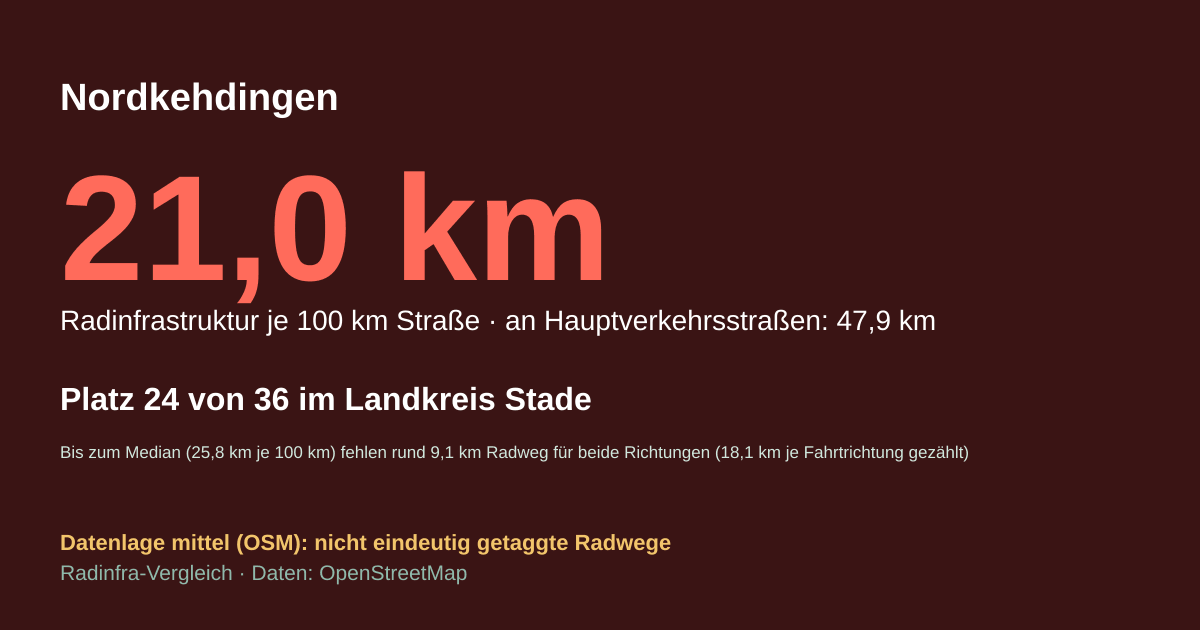 Nordkehdingen
21,0 km
Radinfrastruktur je 100 km Straße · an Hauptverkehrsstraßen: 47,9 km
Platz 24 von 36 im Landkreis Stade
Bis zum Median (25,8 km je 100 km) fehlen rund 9,1 km Radweg für beide Richtungen (18,1 km je Fahrtrichtung gezählt)
Datenlage mittel (OSM): nicht eindeutig getaggte Radwege
Radinfra-Vergleich · Daten: OpenStreetMap